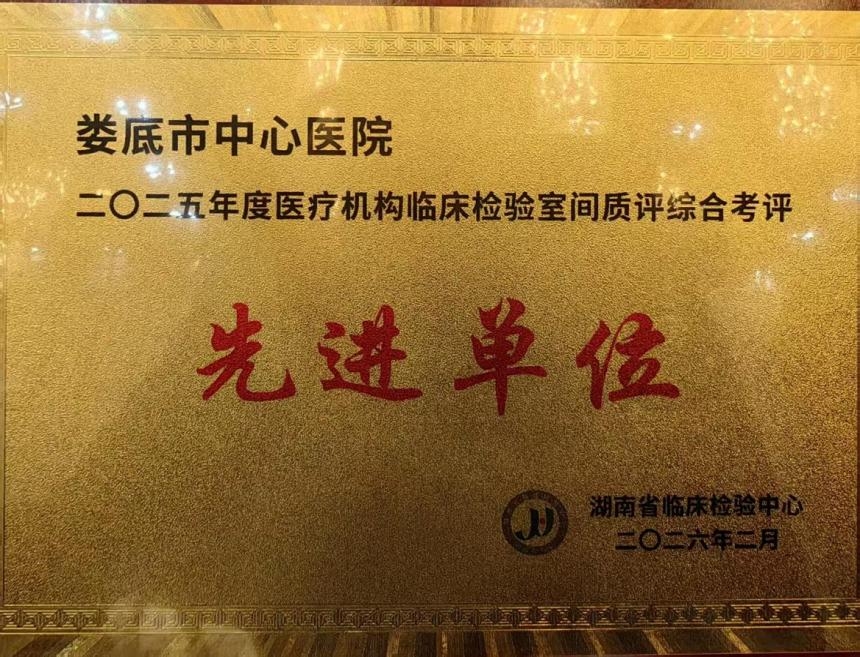 娄底市中心医院
二〇二五年度医疗机构临床检验室间质评综合考评
先进单位
湖南省临床检验中心
二〇二六年二月